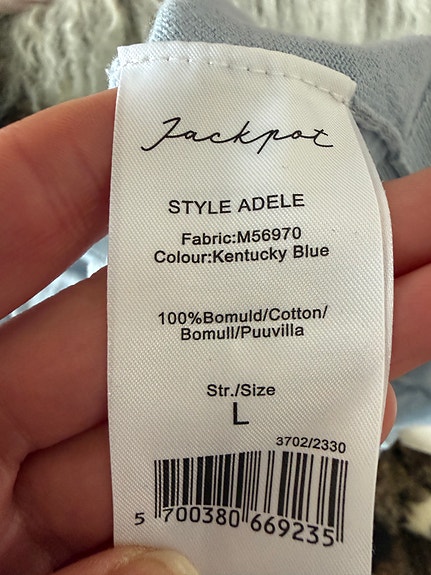 Jackpot
STYLE ADELE
Fabric:M56970
Colour:Kentucky Blue
100%Bomuld/Cotton/
Bomull/Puuvilla
Str./Size
L
3702/2330
5 700380 669235